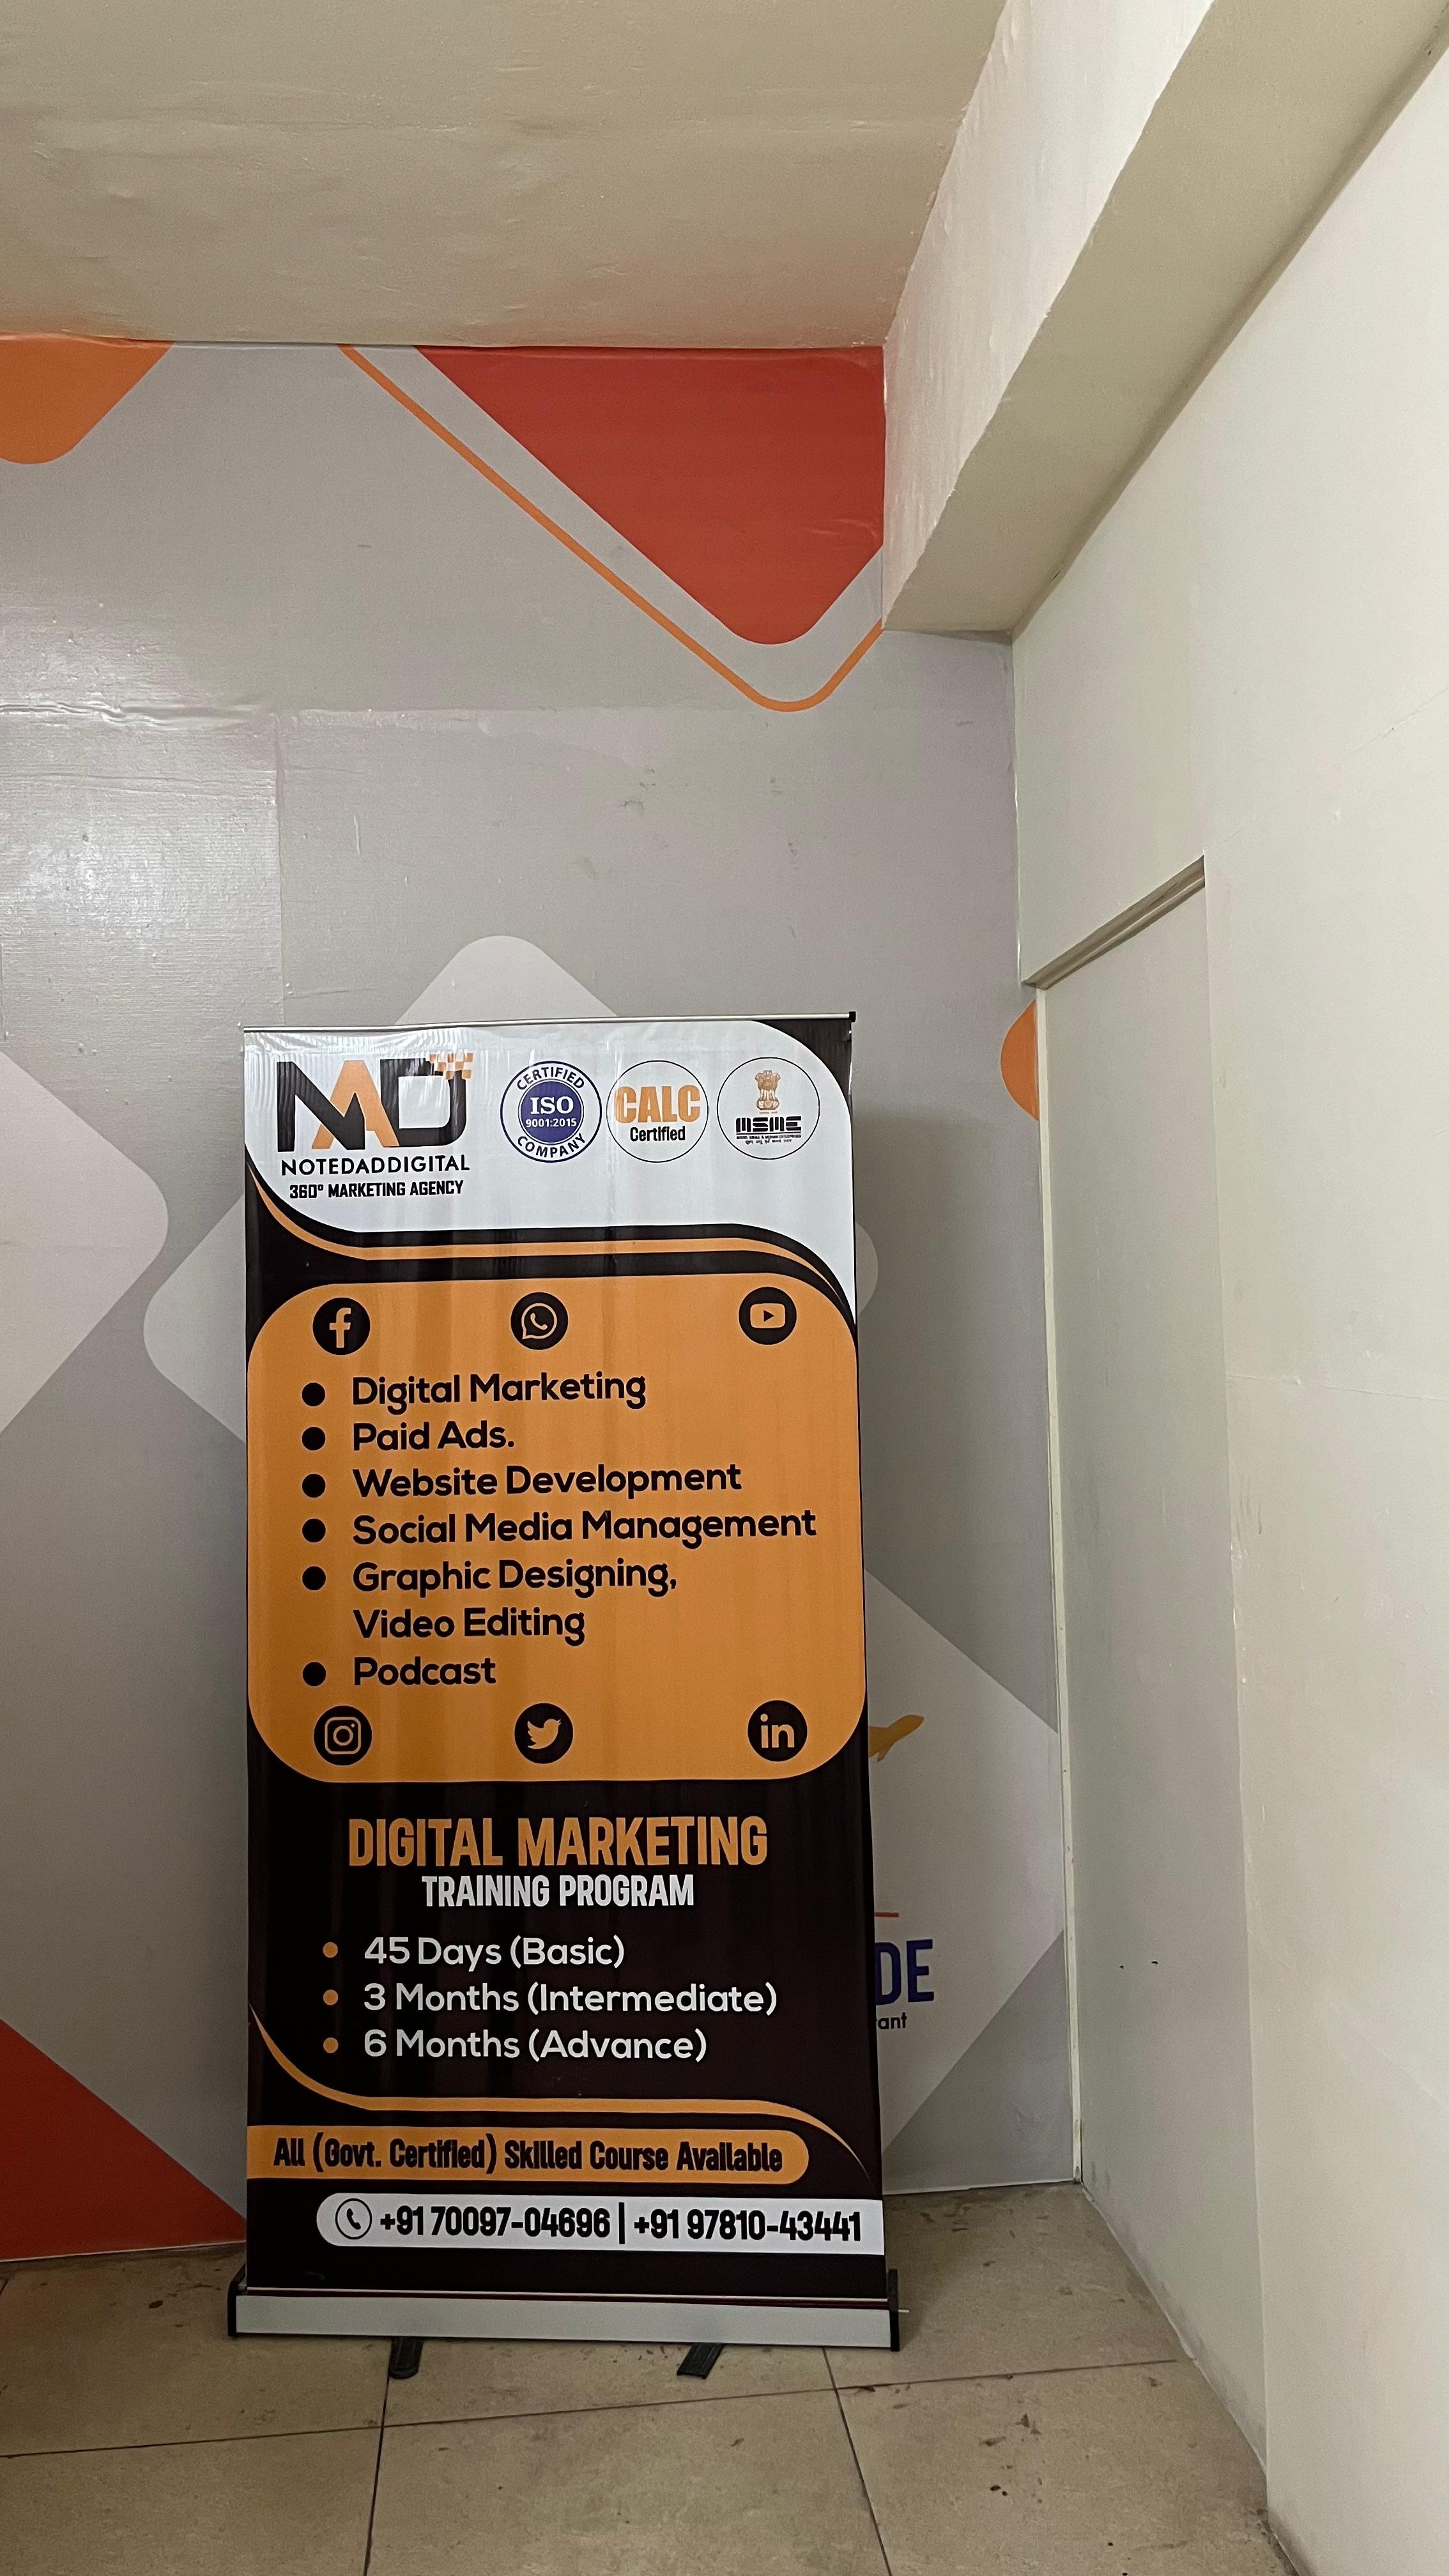 NAD
NOTEDADDIGITAL
360° MARKETING AGENCY
CERTIFIED
ISO
9001:2015
COMPANY
CALC
Certified
MSME
Digital Marketing
Paid Ads.
Website Development
Social Media Management
Graphic Designing,
Video Editing
Podcast
in
DIGITAL MARKETING
TRAINING PROGRAM
45 Days (Basic)
3 Months (Intermediate)
6 Months (Advance)
All (Govt. Certified) Skilled Course Available
+91 70097-04696 | +91 97810-43441
DE